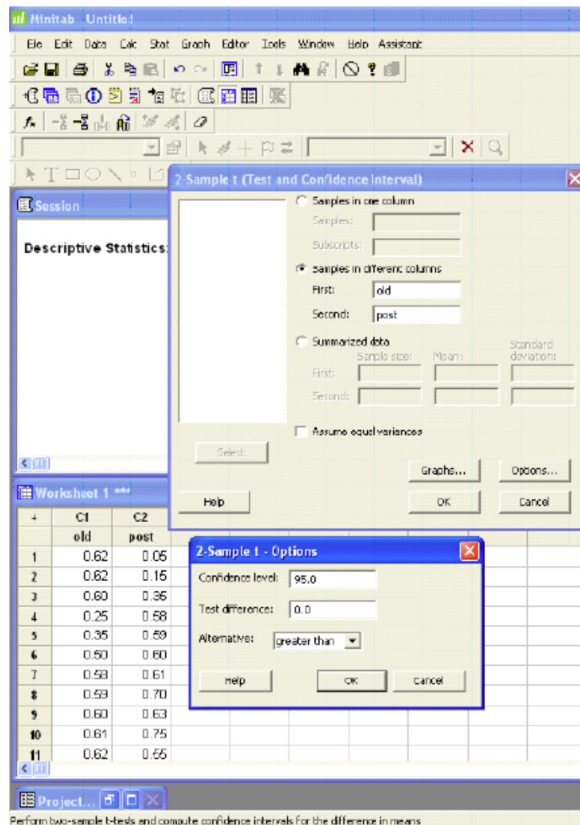 Minitab - Untitled
File Edit Data Calc Stat Graph Editor Tools Window Help Assistant
2-Sample t (Test and Confidence Interval)
Session
Descriptive Statistics:
Samples in one column
Samples:
Subscripts:
Samples in different columns
First: old
Second: post
Summarized data
Sample size: Mean: Standard deviation:
First:
Second:
Assume equal variances
Select
Graphs... Options...
Help OK Cancel
Worksheet 1 ***
+ C1 C2
old post
1 0.62 0.05
2 0.62 0.15
3 0.60 0.35
4 0.25 0.58
5 0.35 0.59
6 0.50 0.60
7 0.58 0.61
8 0.59 0.70
9 0.60 0.63
10 0.61 0.75
11 0.62 0.55
2-Sample t - Options
Confidence level: 95.0
Test difference: 0.0
Alternative: greater than
Help OK Cancel
Project...
Perform two-sample t-tests and compute confidence intervals for the difference in means